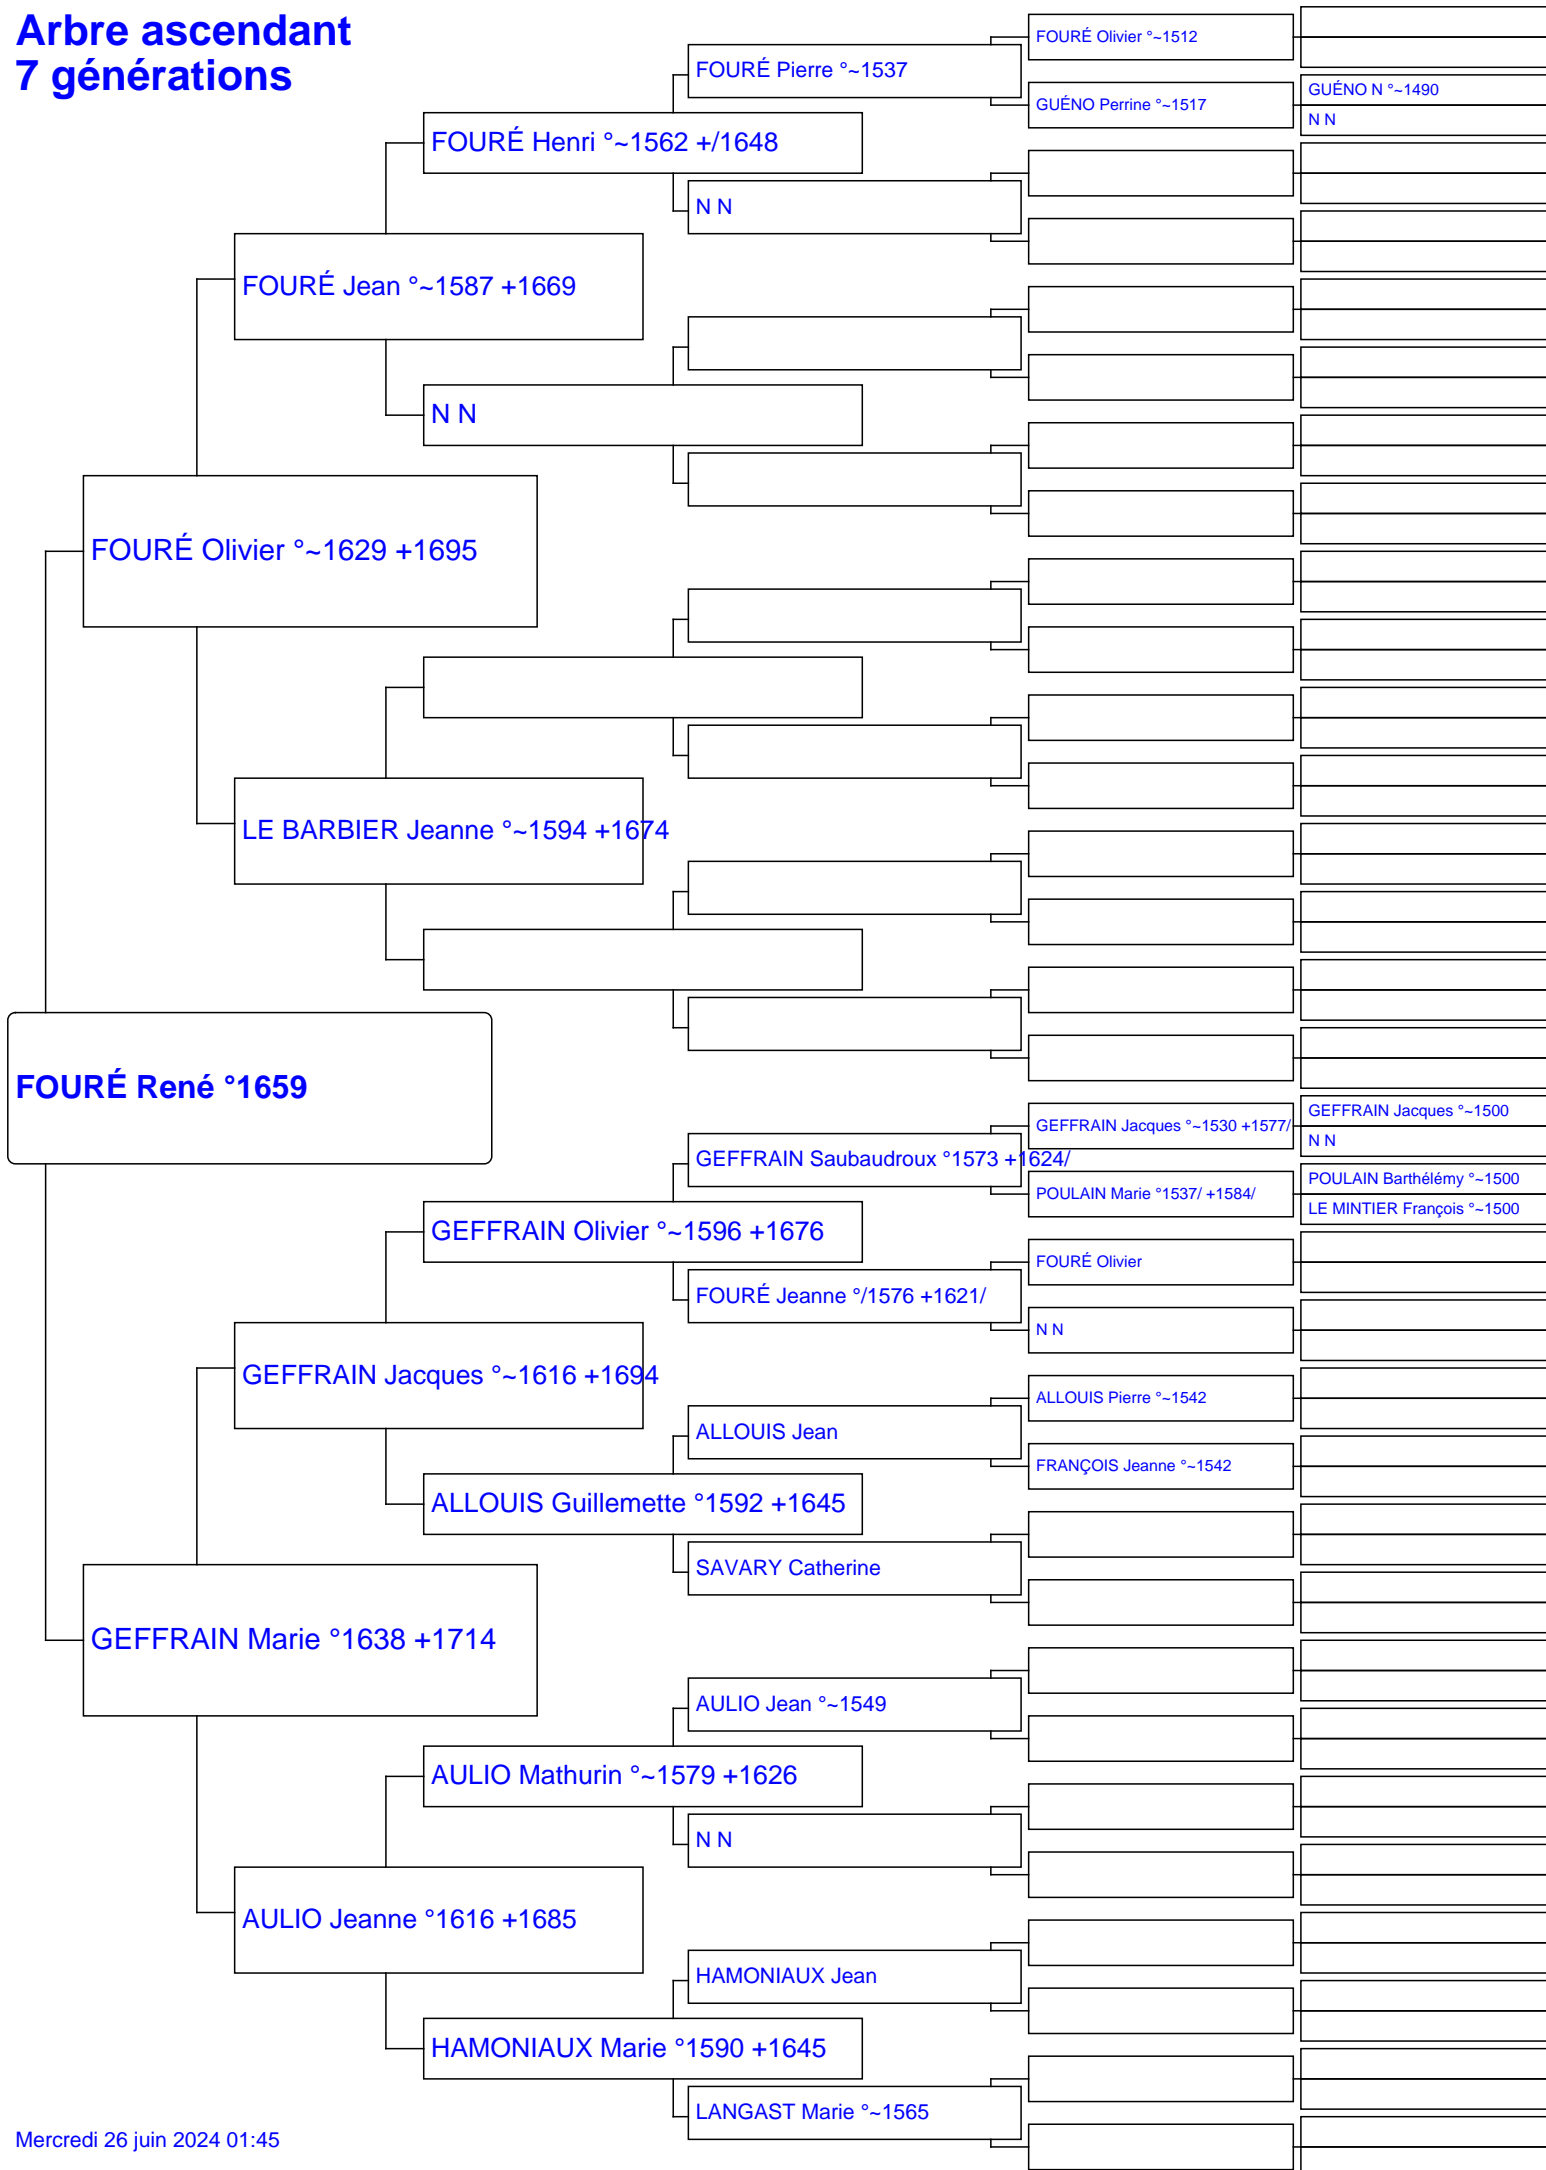 Arbre ascendant
7 générations
FOURÉ Olivier °~1512
FOURÉ Pierre °~1537
GUÉNO N °~1490
GUÉNO Perrine °~1517
N N
FOURÉ Henri °~1562 +/1648
N N
FOURÉ Jean °~1587 +1669
N N
FOURÉ Olivier °~1629 +1695
LE BARBIER Jeanne °~1594 +1674
FOURÉ René °1659
GEFFRAIN Jacques °~1500
GEFFRAIN Jacques °~1530 +1577/
N N
GEFFRAIN Saubaudroux °1573 +1624/
POULAIN Barthélémy °~1500
POULAIN Marie °1537/ +1584/
LE MINTIER François °~1500
GEFFRAIN Olivier °~1596 +1676
FOURÉ Olivier
FOURÉ Jeanne °/1576 +1621/
N N
GEFFRAIN Jacques °~1616 +1694
ALLOUIS Pierre °~1542
ALLOUIS Jean
FRANÇOIS Jeanne °~1542
ALLOUIS Guillemette °1592 +1645
SAVARY Catherine
GEFFRAIN Marie °1638 +1714
AULIO Jean °~1549
AULIO Mathurin °~1579 +1626
N N
AULIO Jeanne °1616 +1685
HAMONIAUX Jean
HAMONIAUX Marie °1590 +1645
LANGAST Marie °~1565
Mercredi 26 juin 2024 01:45